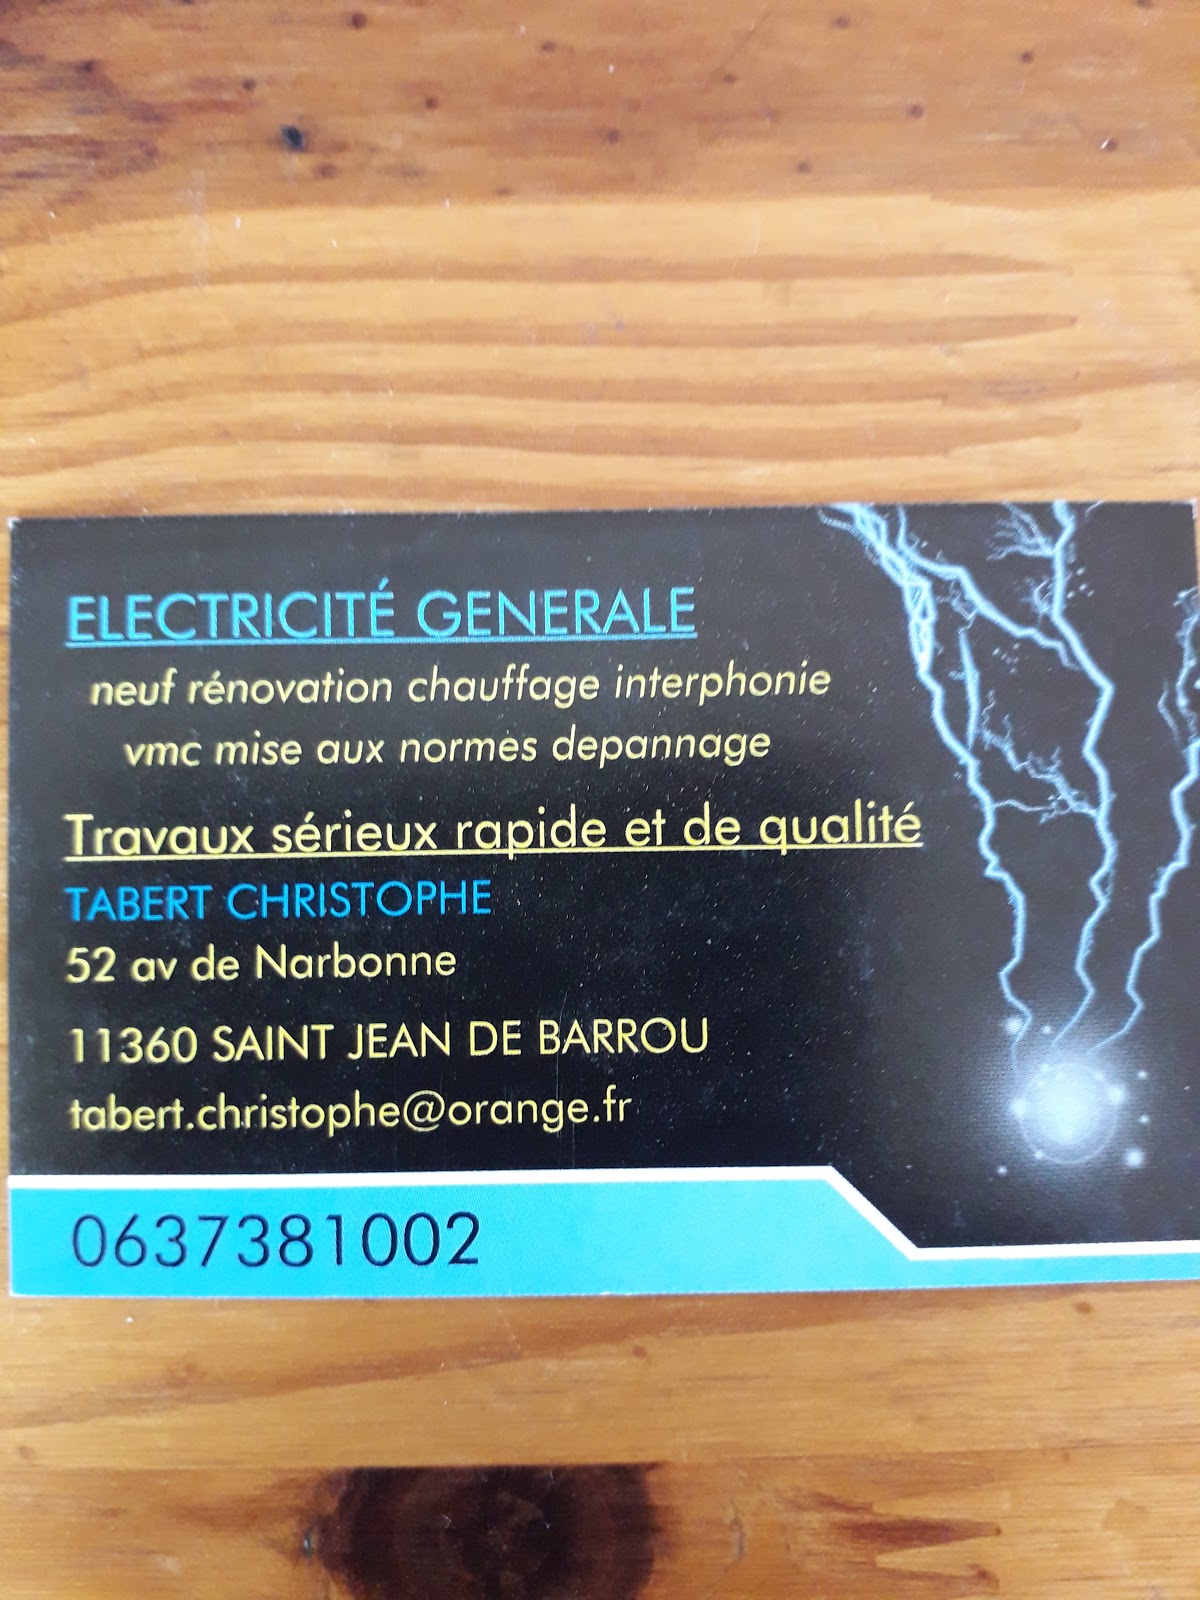 ELECTRICITÉ GENERALE
neuf rénovation chauffage interphonie
vmc mise aux normes depannage
Travaux sérieux rapide et de qualité
TABERT CHRISTOPHE
52 av de Narbonne
11360 SAINT JEAN DE BARROU
tabert.christophe@orange.fr
0637381002